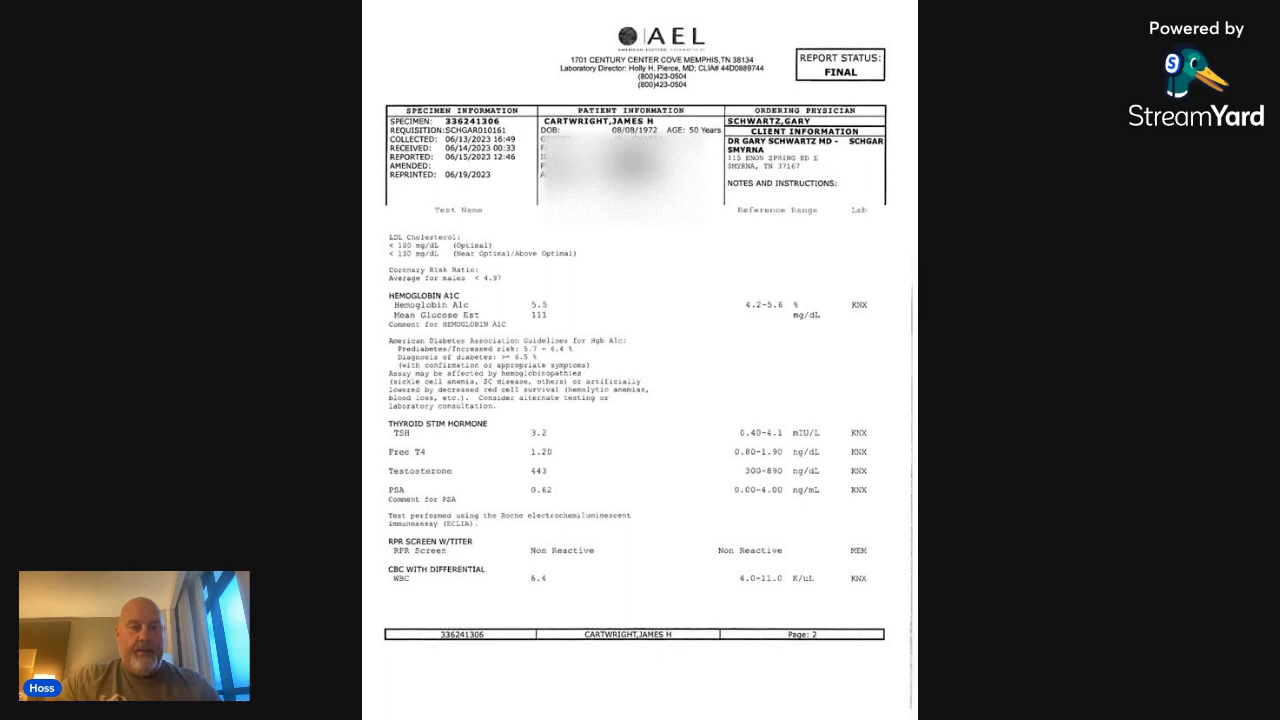 AEL
AMERICAN ESOTERIC LABORATORIES
1701 CENTURY CENTER COVE MEMPHIS,TN 38134
Laboratory Director: Holly H. Pierce, MD; CLIA# 44D0889744
(800)423-0504
(800)423-0504
REPORT STATUS:
FINAL
Powered by
StreamYard
SPECIMEN INFORMATION
SPECIMEN: 336241306
REQUISITION:SCHGAR010161
COLLECTED: 06/13/2023 16:49
RECEIVED: 06/14/2023 00:33
REPORTED: 06/15/2023 12:46
AMENDED:
REPRINTED: 06/19/2023
PATIENT INFORMATION
CARTWRIGHT,JAMES H
DOB: 08/08/1972 AGE: 50 Years
ORDERING PHYSICIAN
SCHWARTZ,GARY
CLIENT INFORMATION
DR GARY SCHWARTZ MD - SCHGAR
SMYRNA
115 ENON SPRING RD E
SMYRNA, TN 37167
NOTES AND INSTRUCTIONS:
Test Name Reference Range Lab
LDL Cholesterol:
< 100 mg/dL (Optimal)
< 130 mg/dL (Near Optimal/Above Optimal)
Coronary Risk Ratio:
Average for males < 4.97
HEMOGLOBIN A1C
Hemoglobin A1c 5.5 4.2-5.6 % KNX
Mean Glucose Est 111 mg/dL
Comment for HEMOGLOBIN A1C
American Diabetes Association Guidelines for Hgb A1c:
Prediabetes/Increased risk: 5.7 - 6.4 %
Diagnosis of diabetes: >= 6.5 %
(with confirmation or appropriate symptoms)
Assay may be affected by hemoglobinopathies
(sickle cell anemia, SC disease, others) or artificially
lowered by decreased red cell survival (hemolytic anemias,
blood loss, etc.). Consider alternate testing or
laboratory consultation.
THYROID STIM HORMONE
TSH 3.2 0.40-4.1 mIU/L KNX
Free T4 1.20 0.80-1.90 ng/dL KNX
Testosterone 443 300-890 ng/dL KNX
PSA 0.62 0.00-4.00 ng/mL KNX
Comment for PSA
Test performed using the Roche electrochemiluminescent
immunoassay (ECLIA).
RPR SCREEN W/TITER
RPR Screen Non Reactive Non Reactive MEM
CBC WITH DIFFERENTIAL
WBC 6.4 4.0-11.0 K/uL KNX
336241306 CARTWRIGHT,JAMES H Page: 2
Hoss